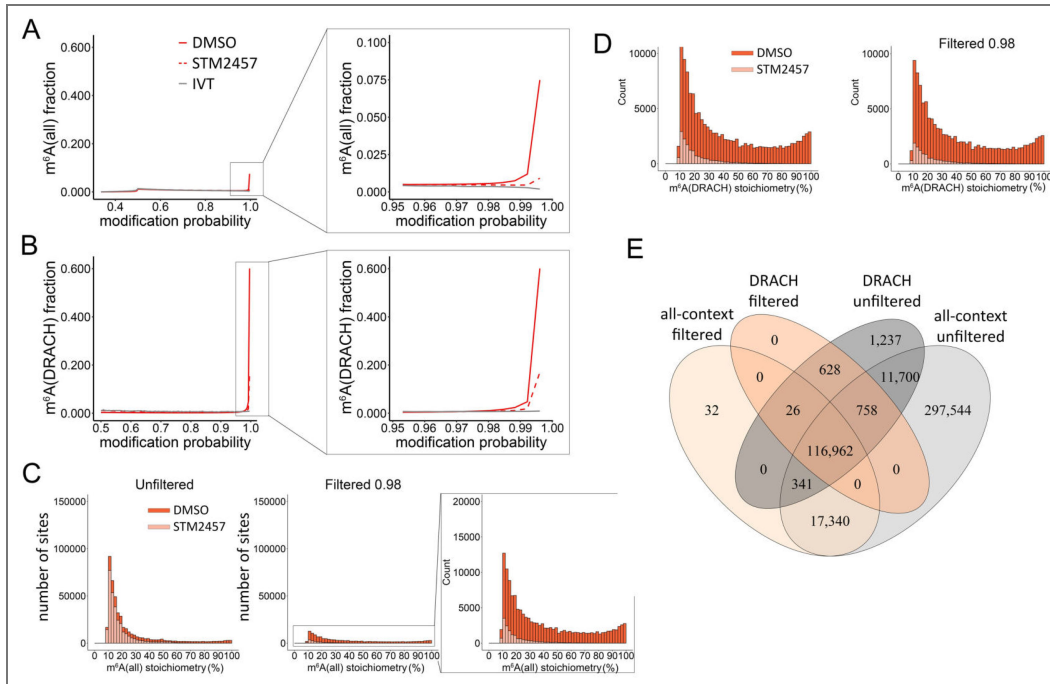 A
m⁶A(all) fraction
0.600
0.400
0.200
0.000
0.4
0.6
0.8
1.0
modification probability
DMSO
STM2457
IVT
m⁶A(all) fraction
0.100
0.075
0.050
0.025
0.000
0.95
0.96
0.97
0.98
0.99
1.00
modification probability
B
m⁶A(DRACH) fraction
0.600
0.400
0.200
0.000
0.5
0.6
0.7
0.8
0.9
1.0
modification probability
m⁶A(DRACH) fraction
0.600
0.400
0.200
0.000
0.95
0.96
0.97
0.98
0.99
1.00
modification probability
C
Unfiltered
number of sites
150000
100000
50000
0
DMSO
STM2457
0 10 20 30 40 50 60 70 80 90 100
m⁶A(all) stoichiometry (%)
Filtered 0.98
number of sites
150000
100000
50000
0
0 10 20 30 40 50 60 70 80 90 100
m⁶A(all) stoichiometry (%)
Count
20000
15000
10000
5000
0
0 10 20 30 40 50 60 70 80 90 100
m⁶A(all) stoichiometry (%)
D
Count
10000
5000
0
DMSO
STM2457
0 10 20 30 40 50 60 70 80 90 100
m⁶A(DRACH) stoichiometry (%)
Filtered 0.98
Count
10000
5000
0
0 10 20 30 40 50 60 70 80 90 100
m⁶A(DRACH) stoichiometry (%)
E
all-context
filtered
DRACH
filtered
DRACH
unfiltered
all-context
unfiltered
0
1,237
0
628
11,700
32
26
758
297,544
116,962
0
341
0
0
17,340